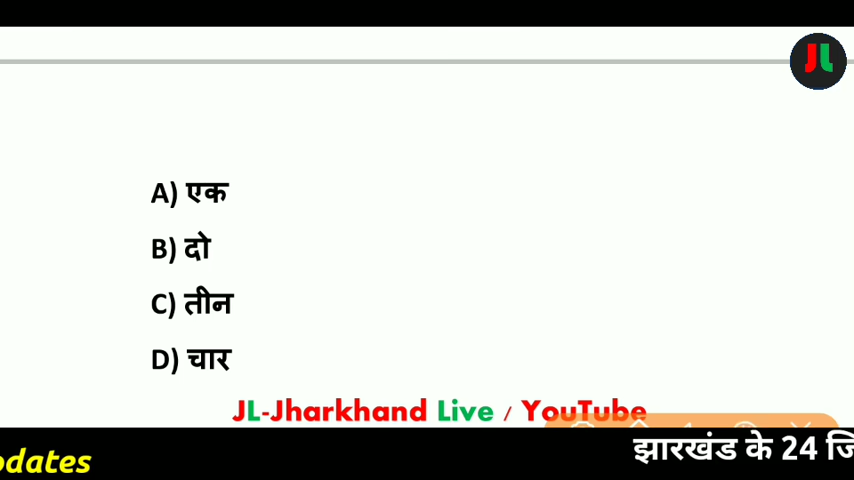 JL
A) एक
B) दो
C) तीन
D) चार
JL-Jharkhand Live / YouTube
dates झारखंड के 24 जि